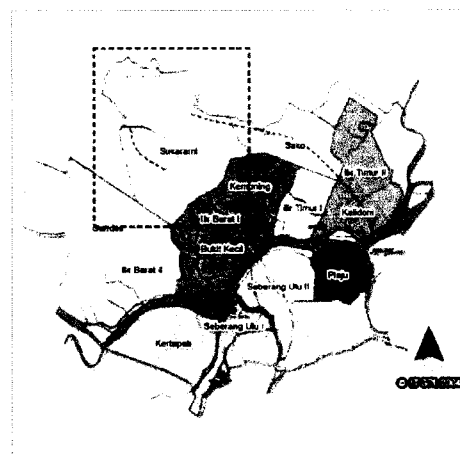 Sukarami
Sako
Kemuning
Ilir Timur II
Ilir Timur I
Kalidoni
Ilir Barat I
Gandus
Bukit Kecil
Ilir Barat II
Plaju
Seberang Ulu II
Seberang Ulu I
Kertapati